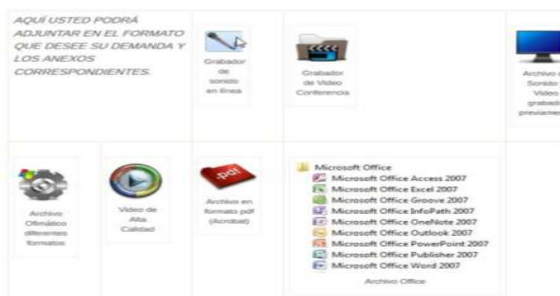 AQUÍ USTED PODRÁ
ADJUNTAR EN EL FORMATO
QUE DESEE SU DEMANDA Y
LOS ANEXOS
CORRESPONDIENTES.
Grabador
de
sonido
en línea
Grabador
de Video
Conferencia
Archivo
Sonido
Video
grabado
previamen
Archivo
Ofimático
diferentes
formatos
Video de
Alta
Calidad
.pdf
Archivo en
formato pdf
(Acrobat)
Microsoft Office
Microsoft Office Access 2007
Microsoft Office Excel 2007
Microsoft Office Groove 2007
Microsoft Office InfoPath 2007
Microsoft Office OneNote 2007
Microsoft Office Outlook 2007
Microsoft Office PowerPoint 2007
Microsoft Office Publisher 2007
Microsoft Office Word 2007
Archivo Office